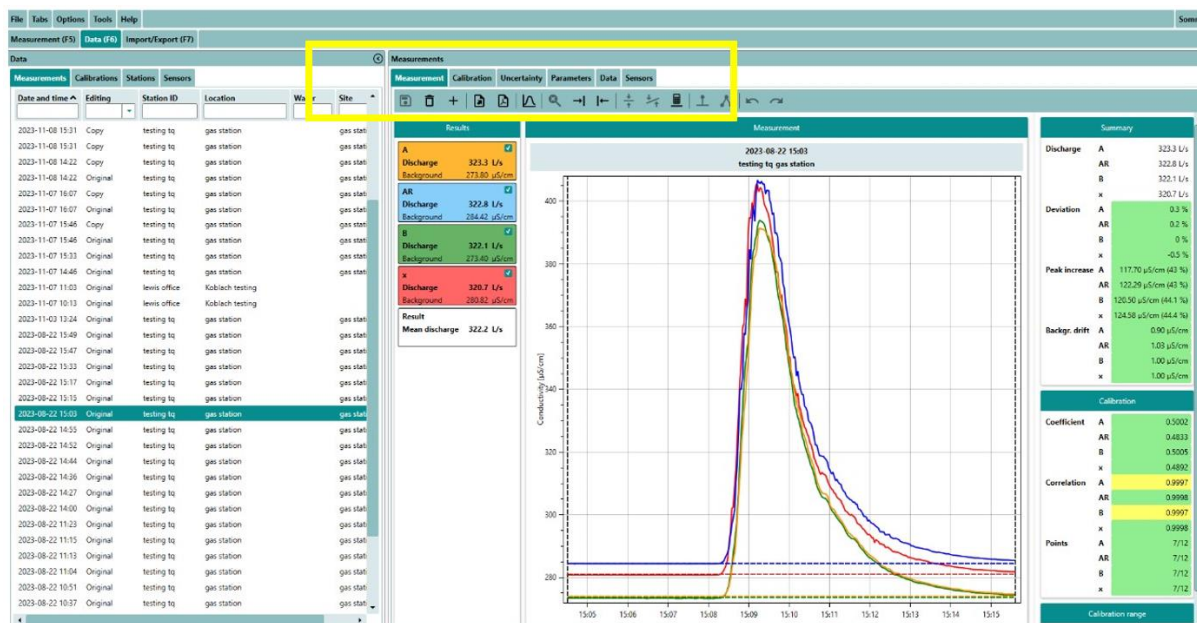 File Tabs Options Tools Help
Measurement (F5) Data (F6) Import/Export (F7)
Data
Measurements Calibrations Stations Sensors
Date and time Editing Station ID Location Site
2023-11-08 15:31 Copy testing tq gas station gas stati
2023-11-08 15:31 Copy testing tq gas station gas stati
2023-11-08 14:22 Copy testing tq gas station gas stati
2023-11-08 14:22 Original testing tq gas station gas stati
2023-11-07 16:07 Copy testing tq gas station gas stati
2023-11-07 16:07 Original testing tq gas station gas stati
2023-11-07 15:46 Copy testing tq gas station gas stati
2023-11-07 15:46 Original testing tq gas station gas stati
2023-11-07 15:33 Original testing tq gas station gas stati
2023-11-07 14:46 Original testing tq gas station gas stati
2023-11-07 11:03 Original lewis office Koblach testing
2023-11-07 10:13 Original lewis office Koblach testing
2023-11-03 13:24 Original testing tq gas station gas stati
2023-08-22 15:49 Original testing tq gas station gas stati
2023-08-22 15:47 Original testing tq gas station gas stati
2023-08-22 15:33 Original testing tq gas station gas stati
2023-08-22 15:17 Original testing tq gas station gas stati
2023-08-22 15:15 Original testing tq gas station gas stati
2023-08-22 15:03 Original testing tq gas station gas stati
2023-08-22 14:55 Original testing tq gas station gas stati
2023-08-22 14:52 Original testing tq gas station gas stati
2023-08-22 14:44 Original testing tq gas station gas stati
2023-08-22 14:36 Original testing tq gas station gas stati
2023-08-22 14:27 Original testing tq gas station gas stati
2023-08-22 14:00 Original testing tq gas station gas stati
2023-08-22 11:23 Original testing tq gas station gas stati
2023-08-22 11:15 Original testing tq gas station gas stati
2023-08-22 11:13 Original testing tq gas station gas stati
2023-08-22 11:04 Original testing tq gas station gas stati
2023-08-22 10:51 Original testing tq gas station gas stati
2023-08-22 10:37 Original testing tq gas station gas stati
Measurements
Measurement Calibration Uncertainty Parameters Data Sensors
Results
A
Discharge 323.3 L/s
Background 273.80 µS/cm
AR
Discharge 322.8 L/s
Background 284.42 µS/cm
B
Discharge 322.1 L/s
Background 273.40 µS/cm
x
Discharge 320.7 L/s
Background 280.82 µS/cm
Result
Mean discharge 322.2 L/s
Measurement
2023-08-22 15:03
testing tq gas station
Conductivity [µS/cm]
400
380
360
340
320
300
280
15:05 15:06 15:07 15:08 15:09 15:10 15:11 15:12 15:13 15:14 15:15
Summary
Discharge A 323.3 L/s
AR 322.8 L/s
B 322.1 L/s
x 320.7 L/s
Deviation A 0.3 %
AR 0.2 %
B 0 %
x -0.5 %
Peak increase A 117.70 µS/cm (43 %)
AR 122.29 µS/cm (43 %)
B 120.50 µS/cm (44.1 %)
x 124.58 µS/cm (44.4 %)
Backgr. drift A 0.90 µS/cm
AR 1.03 µS/cm
B 1.00 µS/cm
x 1.00 µS/cm
Calibration
Coefficient A 0.5002
AR 0.4833
B 0.5005
x 0.4892
Correlation A 0.9997
AR 0.9998
B 0.9997
x 0.9998
Points A 7/12
AR 7/12
B 7/12
x 7/12
Calibration range